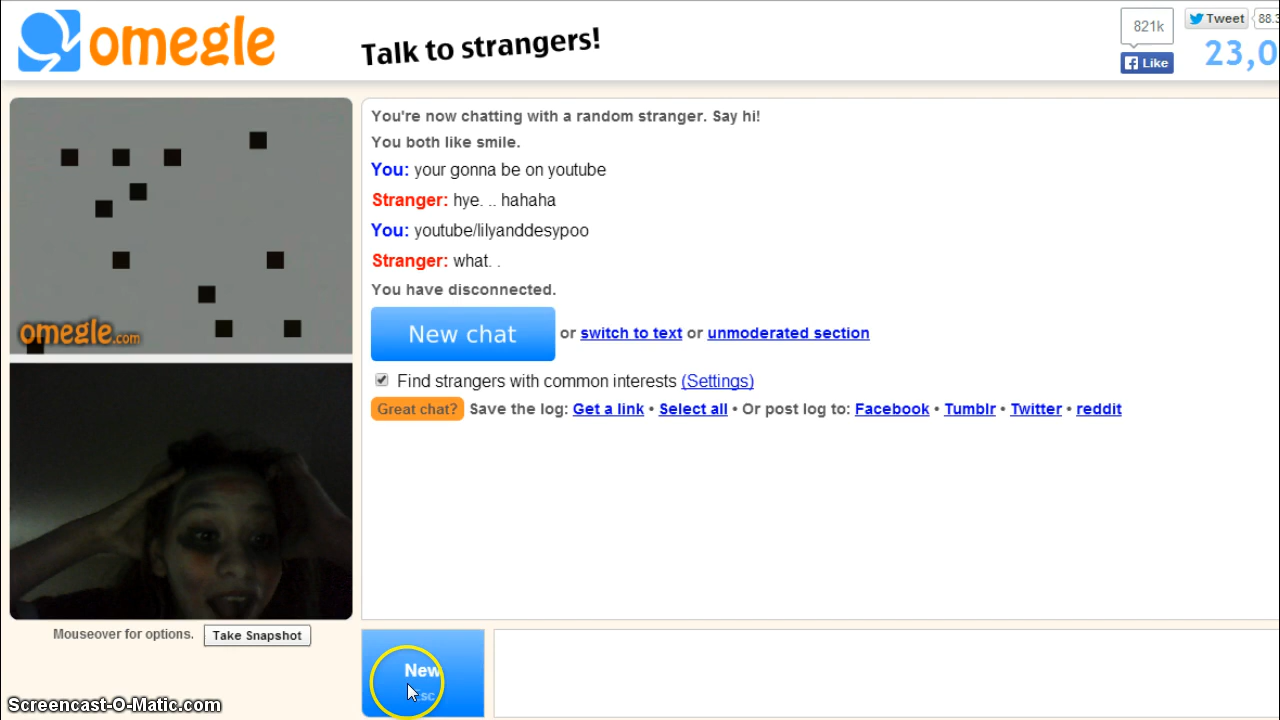 omegle
Talk to strangers!
821k
Like
Tweet
88.3
23,0
You're now chatting with a random stranger. Say hi!
You both like smile.
You: your gonna be on youtube
Stranger: hye. .. hahaha
You: youtube/lilyanddesypoo
Stranger: what. .
You have disconnected.
New chat or switch to text or unmoderated section
Find strangers with common interests (Settings)
Great chat? Save the log: Get a link • Select all • Or post log to: Facebook • Tumblr • Twitter • reddit
omegle.com
Mouseover for options. Take Snapshot
New
Esc
Screencast-O-Matic.com